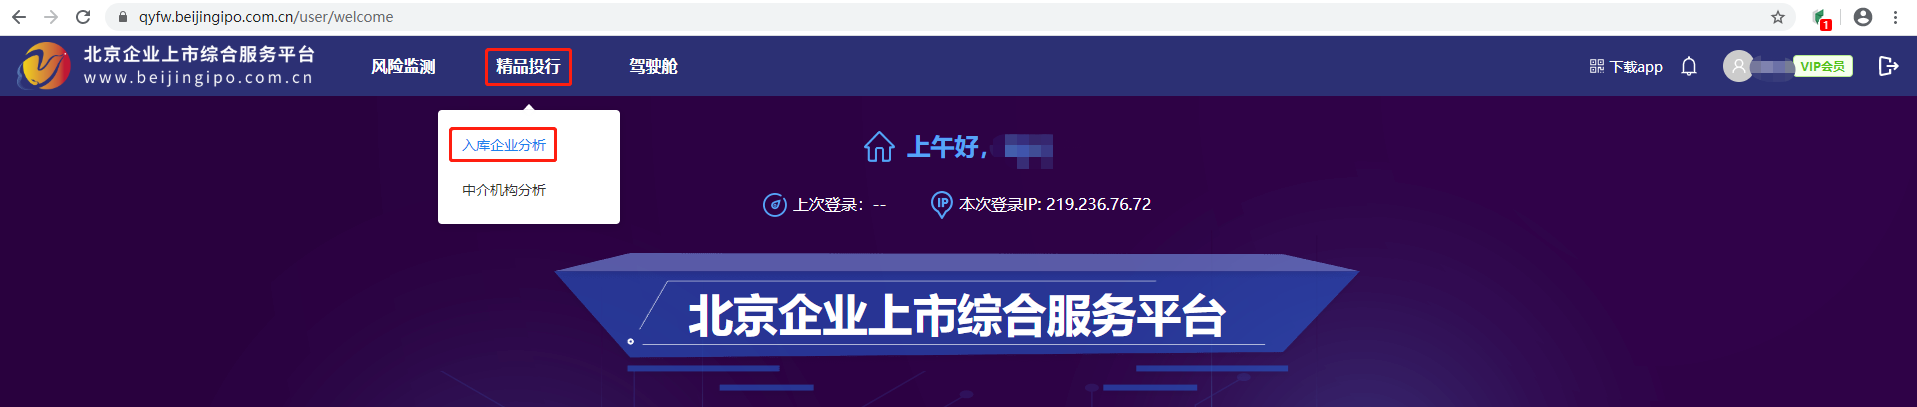 qyfw.beijingipo.com.cn/user/welcome
1
北京企业上市综合服务平台
www.beijingipo.com.cn
风险监测
精品投行
驾驶舱
下载app
VIP会员
入库企业分析
中介机构分析
上午好,
上次登录：--
IP 本次登录IP: 219.236.76.72
北京企业上市综合服务平台